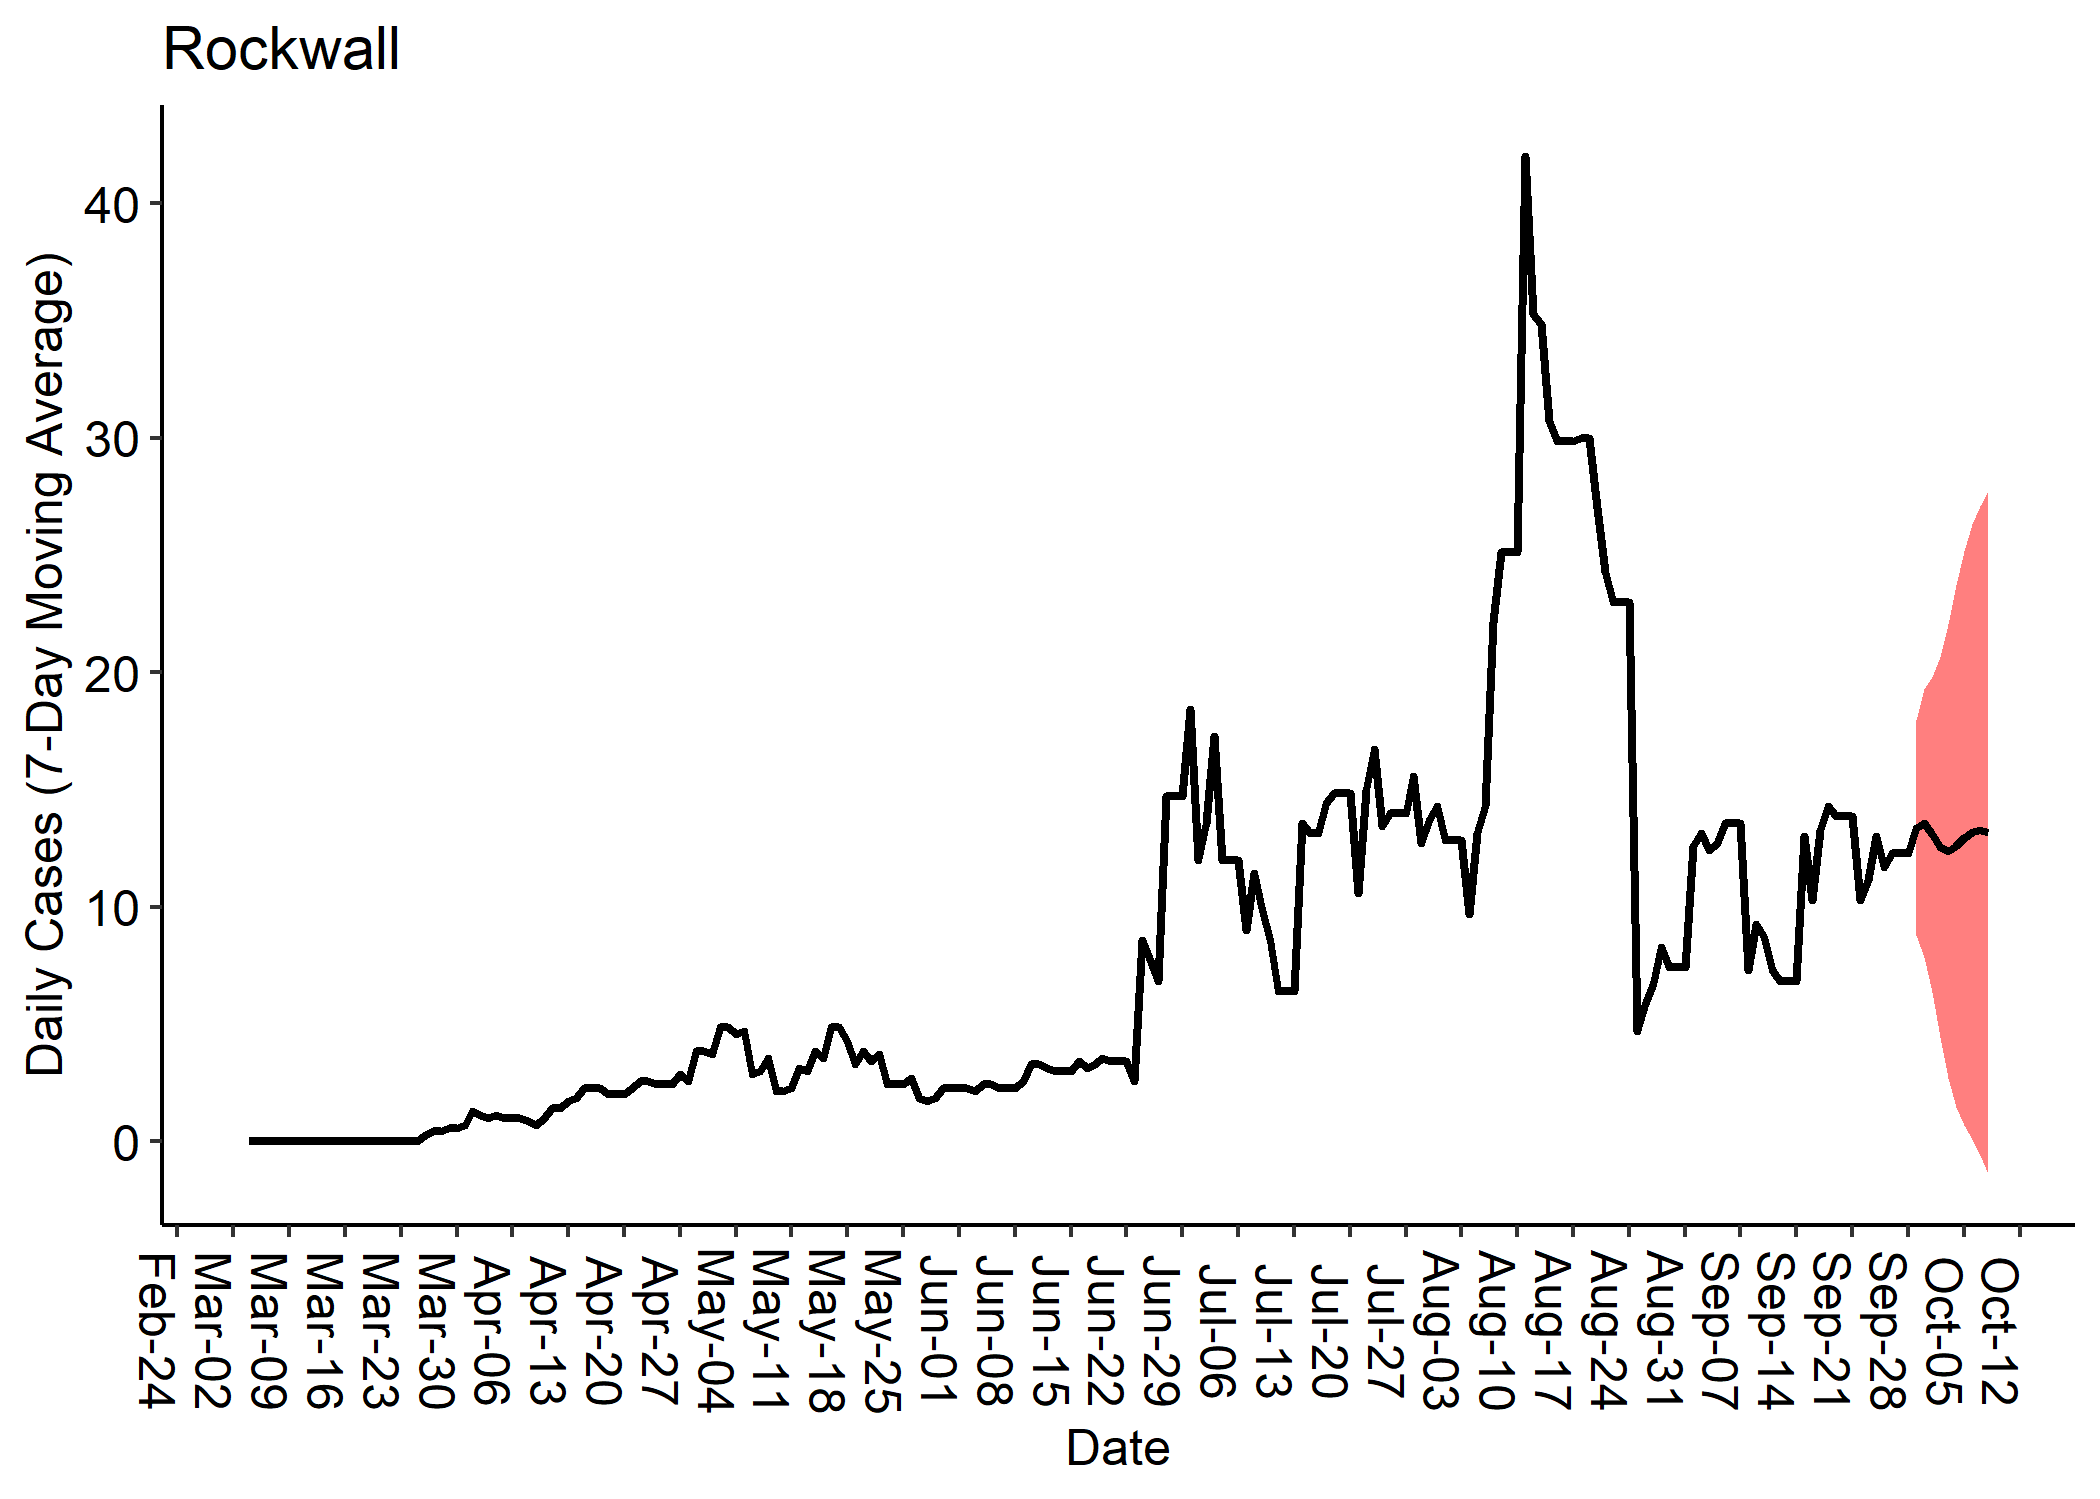 Rockwall
Daily Cases (7-Day Moving Average)
40
30
20
10
0
Feb-24
Mar-02
Mar-09
Mar-16
Mar-23
Mar-30
Apr-06
Apr-13
Apr-20
Apr-27
May-04
May-11
May-18
May-25
Jun-01
Jun-08
Jun-15
Jun-22
Jun-29
Jul-06
Jul-13
Jul-20
Jul-27
Aug-03
Aug-10
Aug-17
Aug-24
Aug-31
Sep-07
Sep-14
Sep-21
Sep-28
Oct-05
Oct-12
Date